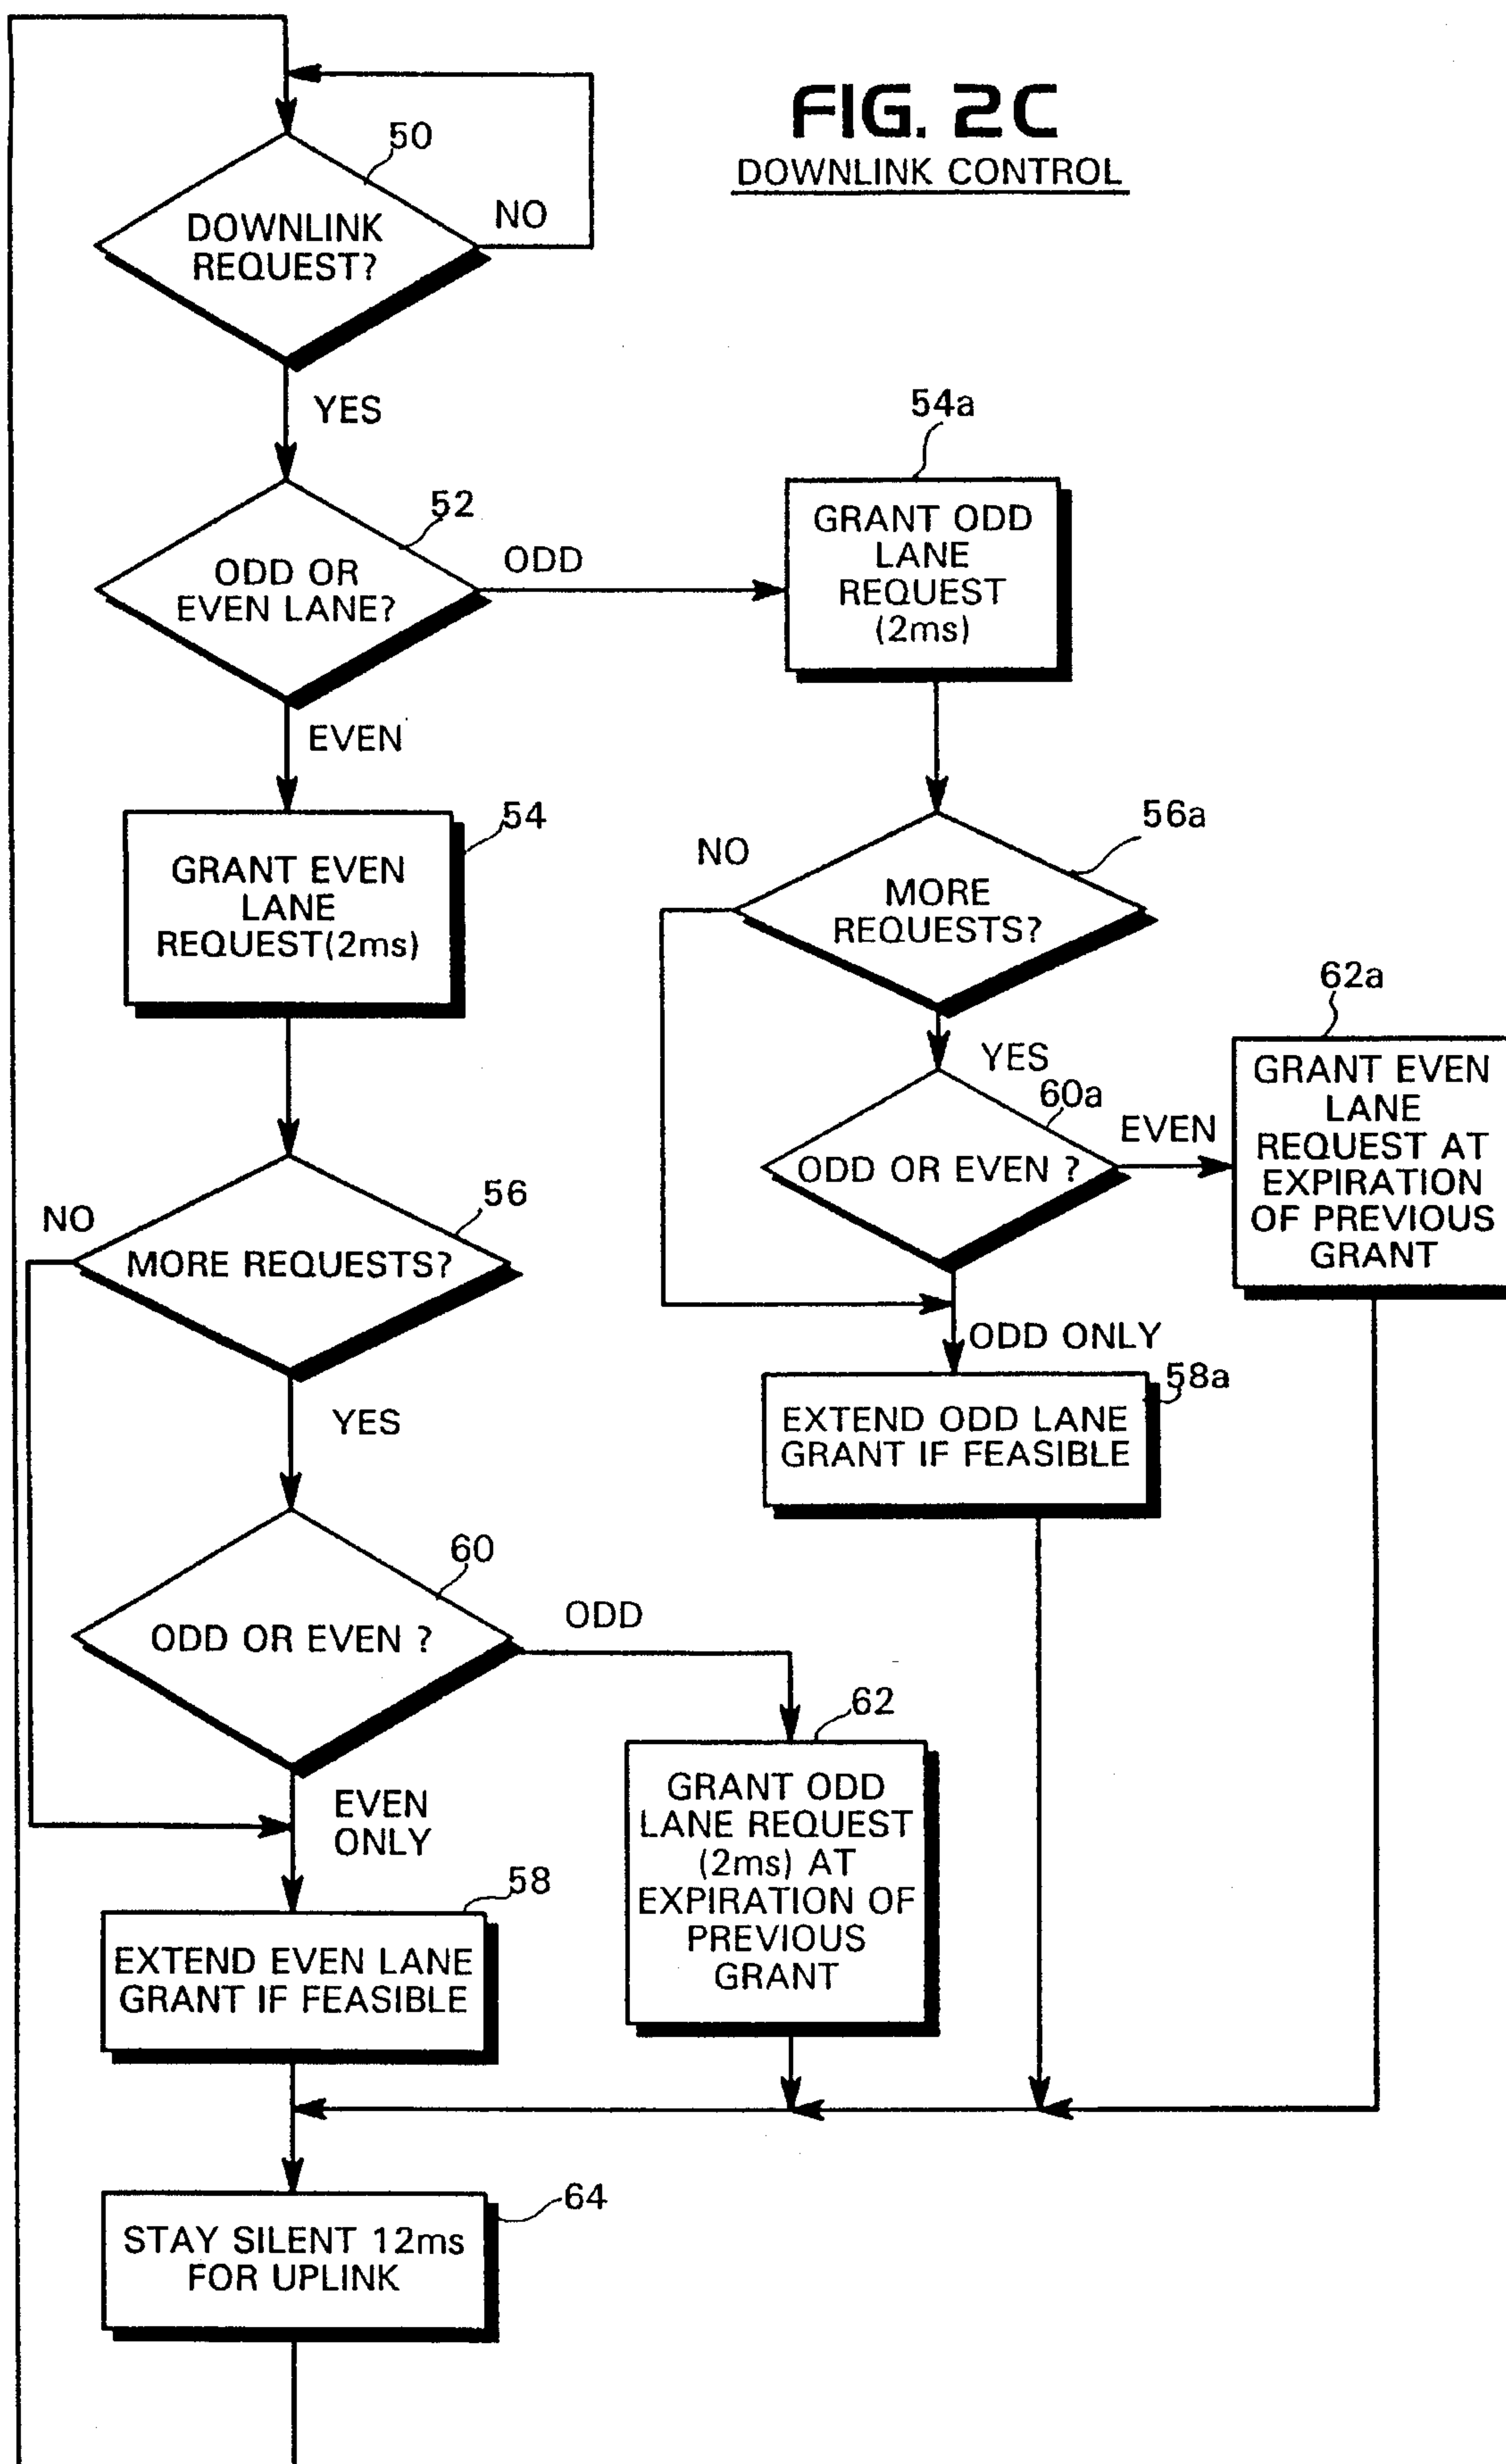 FIG. 2C
DOWNLINK CONTROL
50
DOWNLINK
REQUEST?
NO
YES
52
ODD OR
EVEN LANE?
ODD
EVEN
54a
GRANT ODD
LANE
REQUEST
(2ms)
54
GRANT EVEN
LANE
REQUEST(2ms)
56a
NO
MORE
REQUESTS?
YES
60a
ODD OR EVEN ?
EVEN
62a
GRANT EVEN
LANE
REQUEST AT
EXPIRATION
OF PREVIOUS
GRANT
ODD ONLY
58a
EXTEND ODD LANE
GRANT IF FEASIBLE
56
NO
MORE REQUESTS?
YES
60
ODD OR EVEN ?
ODD
62
GRANT ODD
LANE REQUEST
(2ms) AT
EXPIRATION OF
PREVIOUS
GRANT
EVEN
ONLY
58
EXTEND EVEN LANE
GRANT IF FEASIBLE
64
STAY SILENT 12ms
FOR UPLINK